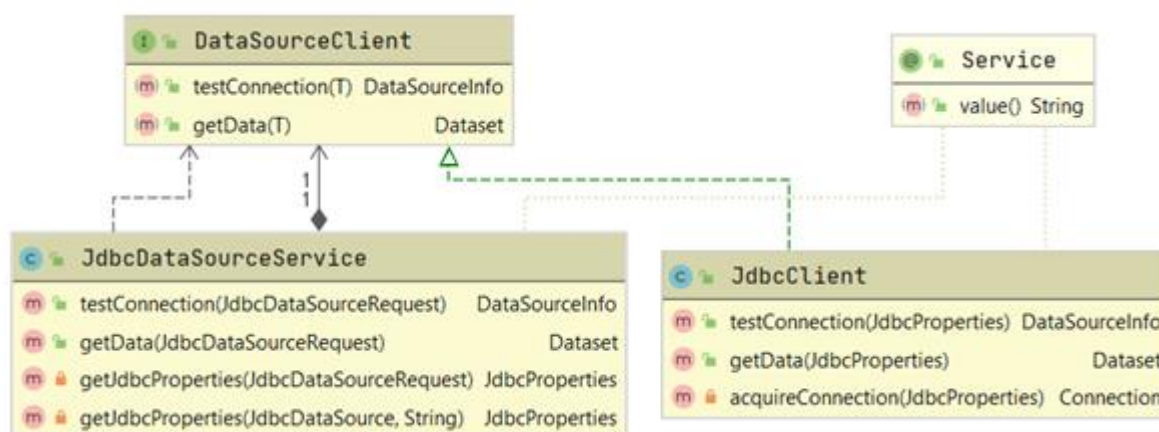 DataSourceClient
testConnection(T) DataSourceInfo
getData(T) Dataset
Service
value() String
1
1
JdbcDataSourceService
testConnection(JdbcDataSourceRequest) DataSourceInfo
getData(JdbcDataSourceRequest) Dataset
getJdbcProperties(JdbcDataSourceRequest) JdbcProperties
getJdbcProperties(JdbcDataSource, String) JdbcProperties
JdbcClient
testConnection(JdbcProperties) DataSourceInfo
getData(JdbcProperties) Dataset
acquireConnection(JdbcProperties) Connection